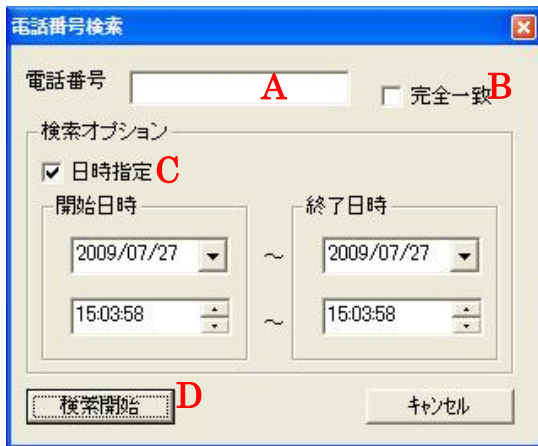 電話番号検索
電話番号 A 完全一致 B
検索オプション
日時指定 C
開始日時 終了日時
2009/07/27 ～ 2009/07/27
15:03:58 ～ 15:03:58
検索開始 D ｷｬﾝｾﾙ